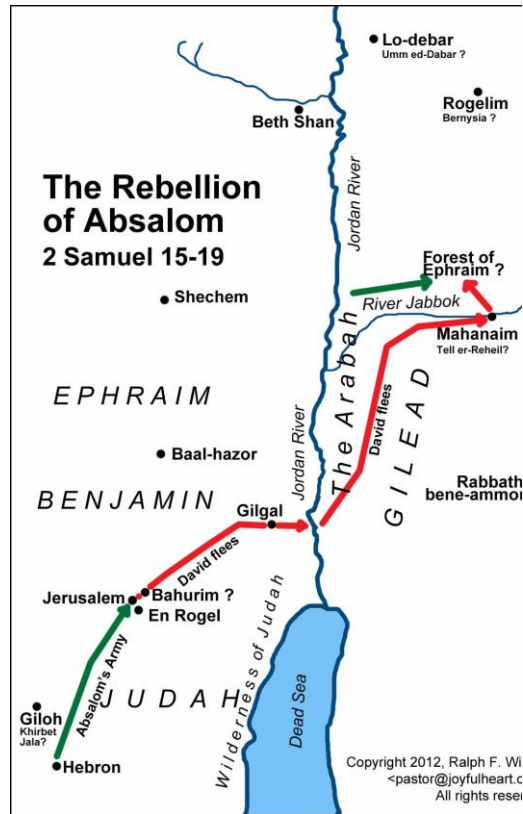 Lo-debar
Umm ed-Dabar ?
Rogelim
Bernysia ?
Beth Shan
Jordan River
The Rebellion
of Absalom
2 Samuel 15-19
Forest of
Ephraim ?
Shechem
River Jabbok
Mahanaim
Tell er-Reheil?
The Arabah
David flees
GILEAD
EPHRAIM
Baal-hazor
Jordan River
Rabbath
bene-ammon
BENJAMIN
Gilgal
David flees
Jerusalem
Bahurim ?
En Rogel
Absalom's Army
JUDAH
Wilderness of Judah
Dead Sea
Giloh
Khirbet
Jala?
Hebron
Copyright 2012, Ralph F. Wi
<pastor@joyfulheart.c
All rights reser